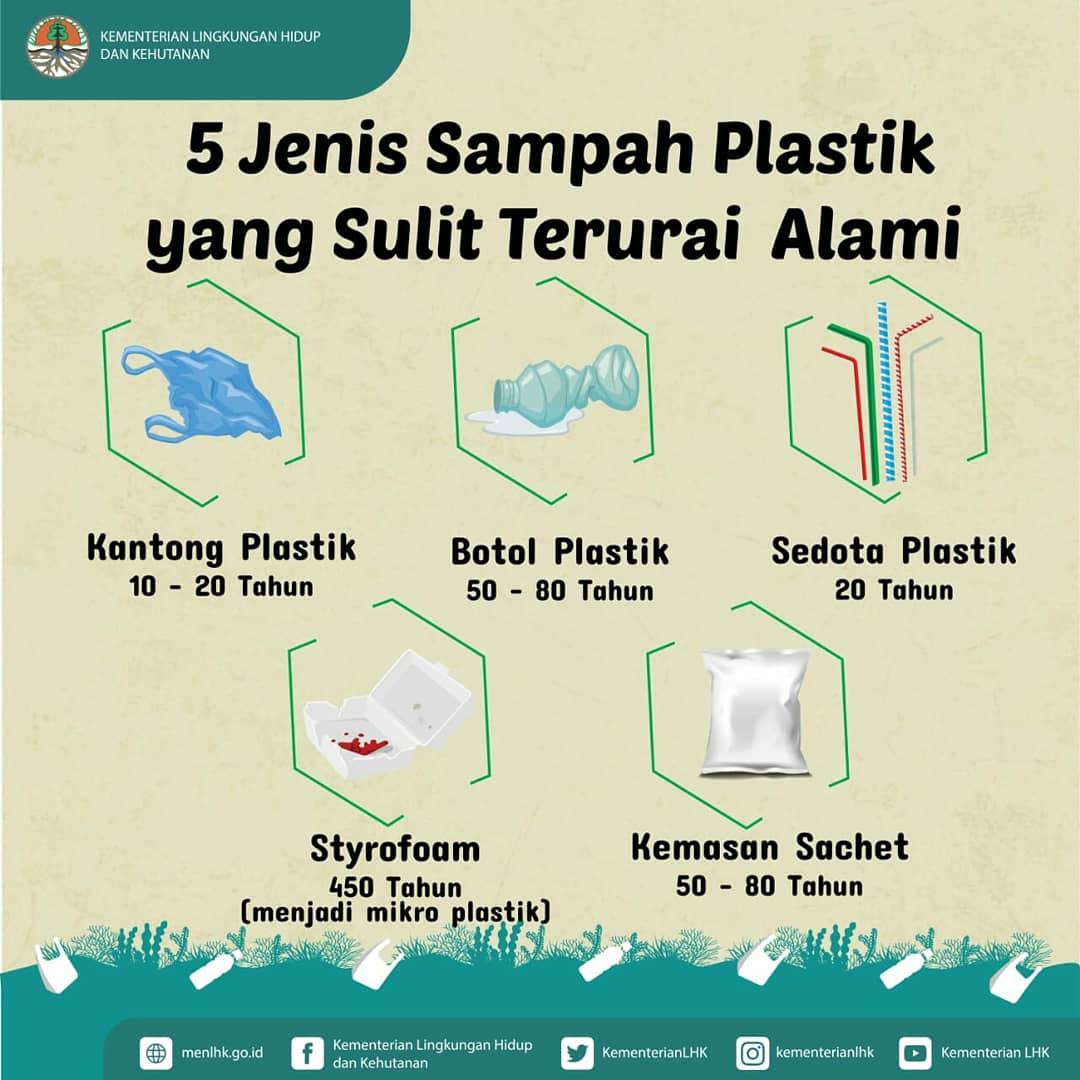 KEMENTERIAN LINGKUNGAN HIDUP
DAN KEHUTANAN
5 Jenis Sampah Plastik
yang Sulit Terurai Alami
Kantong Plastik
10 - 20 Tahun
Botol Plastik
50 - 80 Tahun
Sedota Plastik
20 Tahun
Styrofoam
450 Tahun
(menjadi mikro plastik)
Kemasan Sachet
50 - 80 Tahun
menlhk.go.id
Kementerian Lingkungan Hidup
dan Kehutanan
KementerianLHK
kementerianlhk
Kementerian LHK